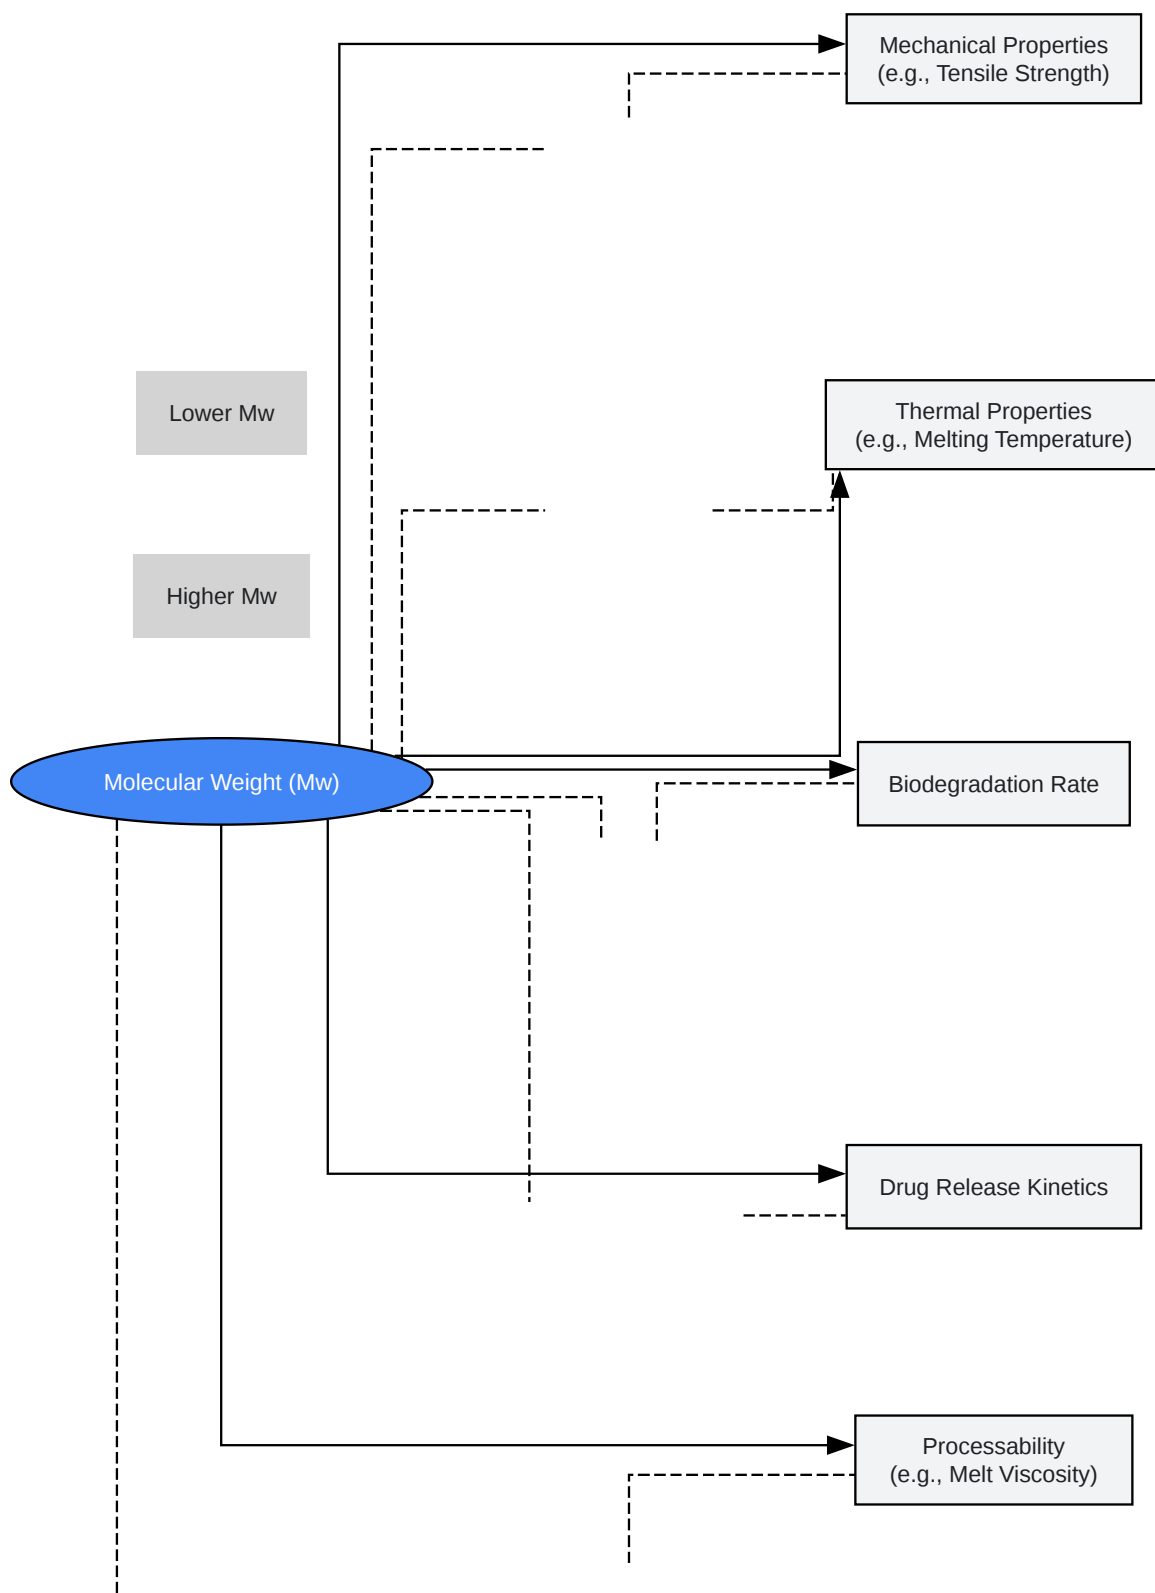 Mechanical Properties
(e.g., Tensile Strength)
Thermal Properties
(e.g., Melting Temperature)
Lower Mw
Higher Mw
Molecular Weight (Mw)
Biodegradation Rate
Drug Release Kinetics
Processability
(e.g., Melt Viscosity)